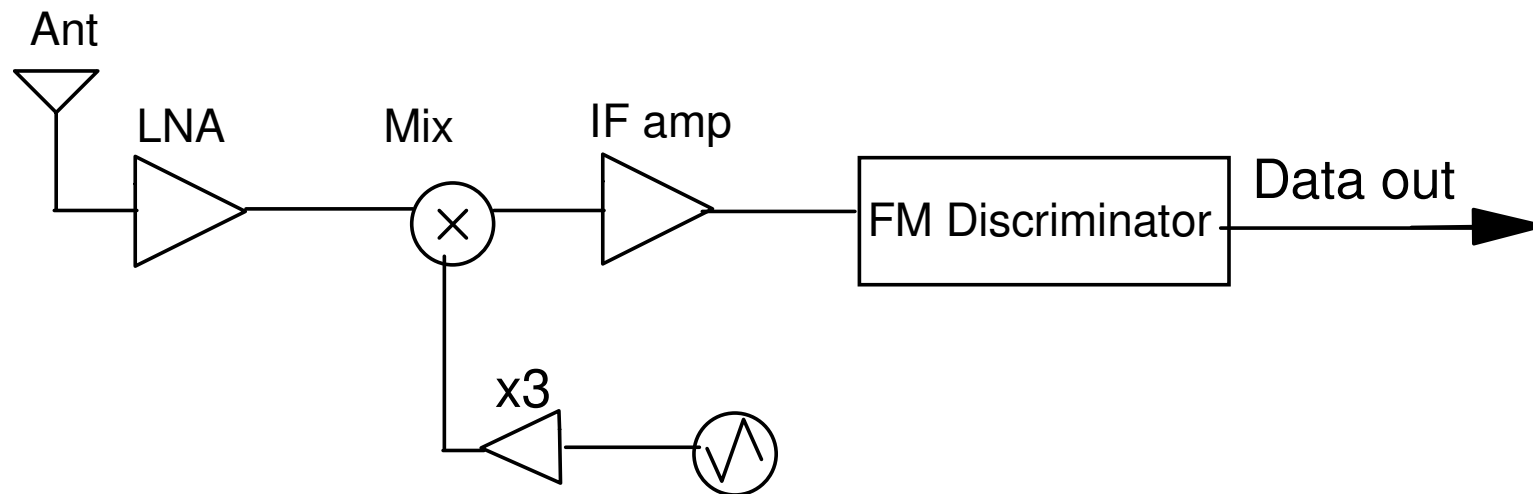 Ant
LNA
Mix
IF amp
FM Discriminator
Data out
x3